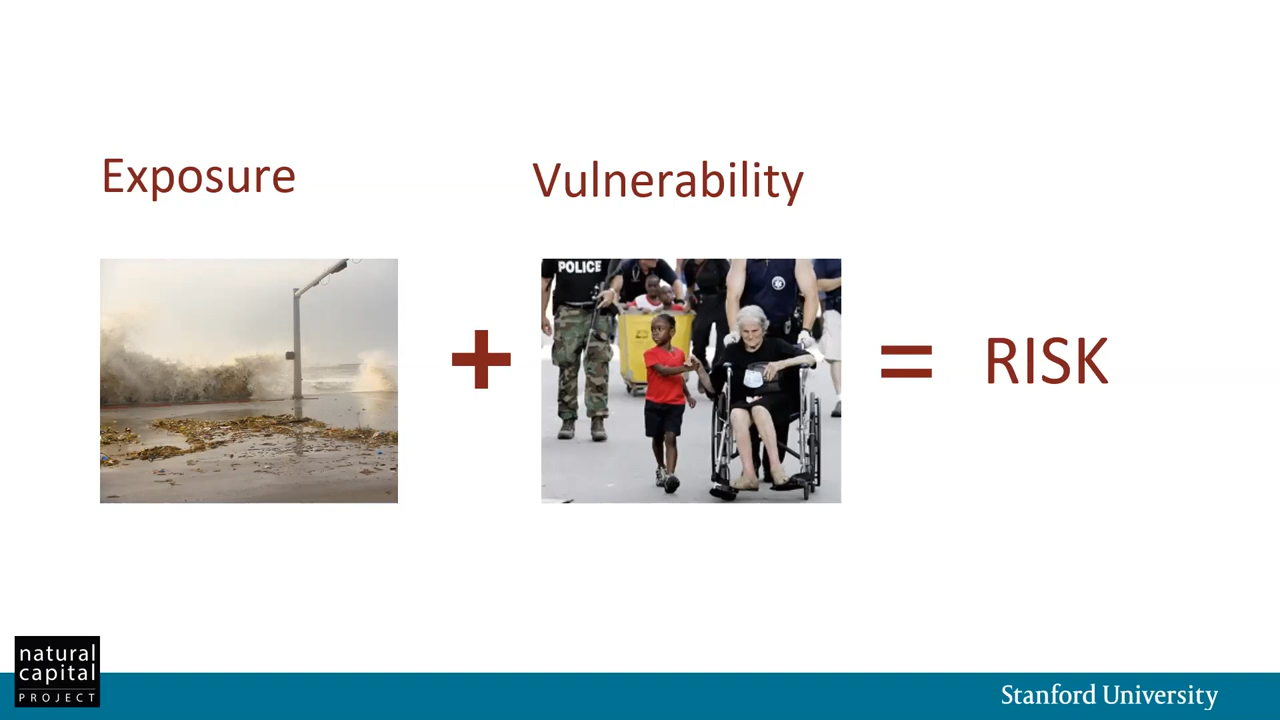 Exposure
Vulnerability
POLICE
+
=
RISK
natural
capital
PROJECT
Stanford University